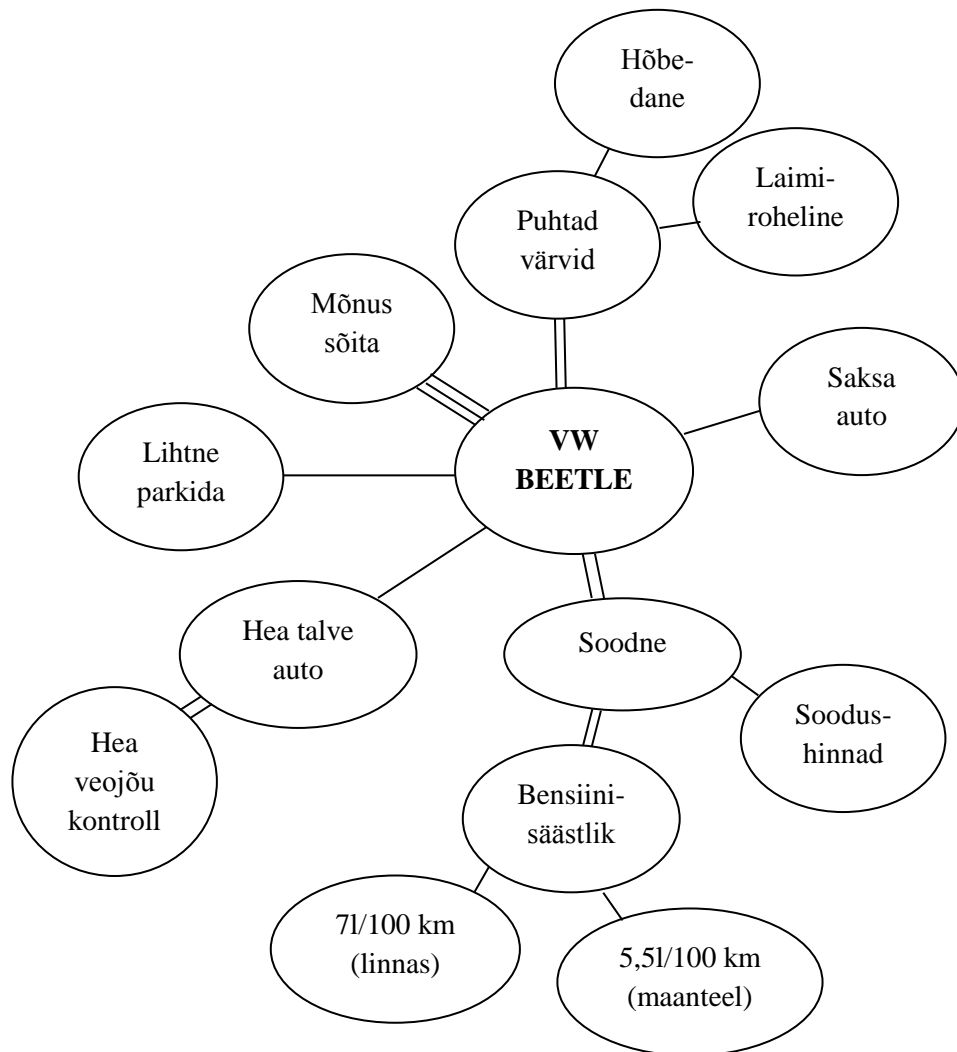 Hõbe-
dane
Laimi-
roheline
Puhtad
värvid
Mõnus
sõita
Saksa
auto
VW
BEETLE
Lihtne
parkida
Hea talve
auto
Soodne
Soodus-
hinnad
Hea
veojõu
kontroll
Bensiini-
säästlik
7l/100 km
(linnas)
5,5l/100 km
(maanteel)